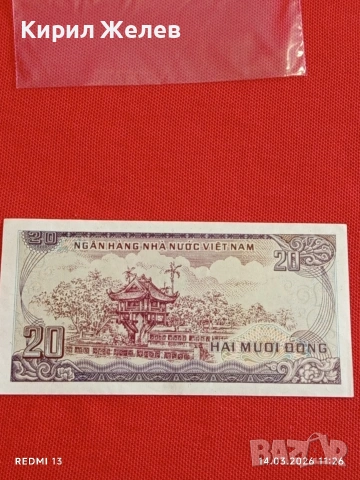 Кирил Желев
20
NGÂN HÀNG NHÀ NƯỚC VIỆT NAM
20
20
HAI MƯƠI ĐỒNG
REDMI 13
14.03.2026 11:26
БАZАР